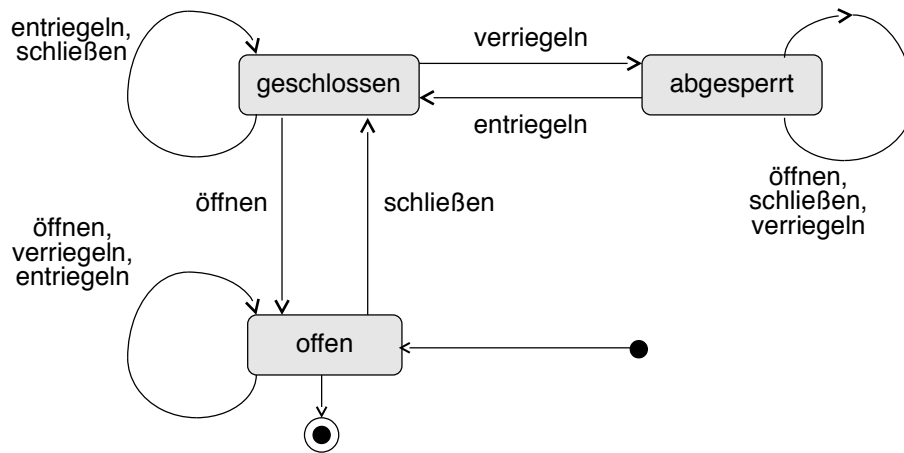 entriegeln,
schließen
verriegeln
geschlossen
abgesperrt
entriegeln
öffnen
schließen
öffnen,
schließen,
verriegeln
öffnen,
verriegeln,
entriegeln
offen